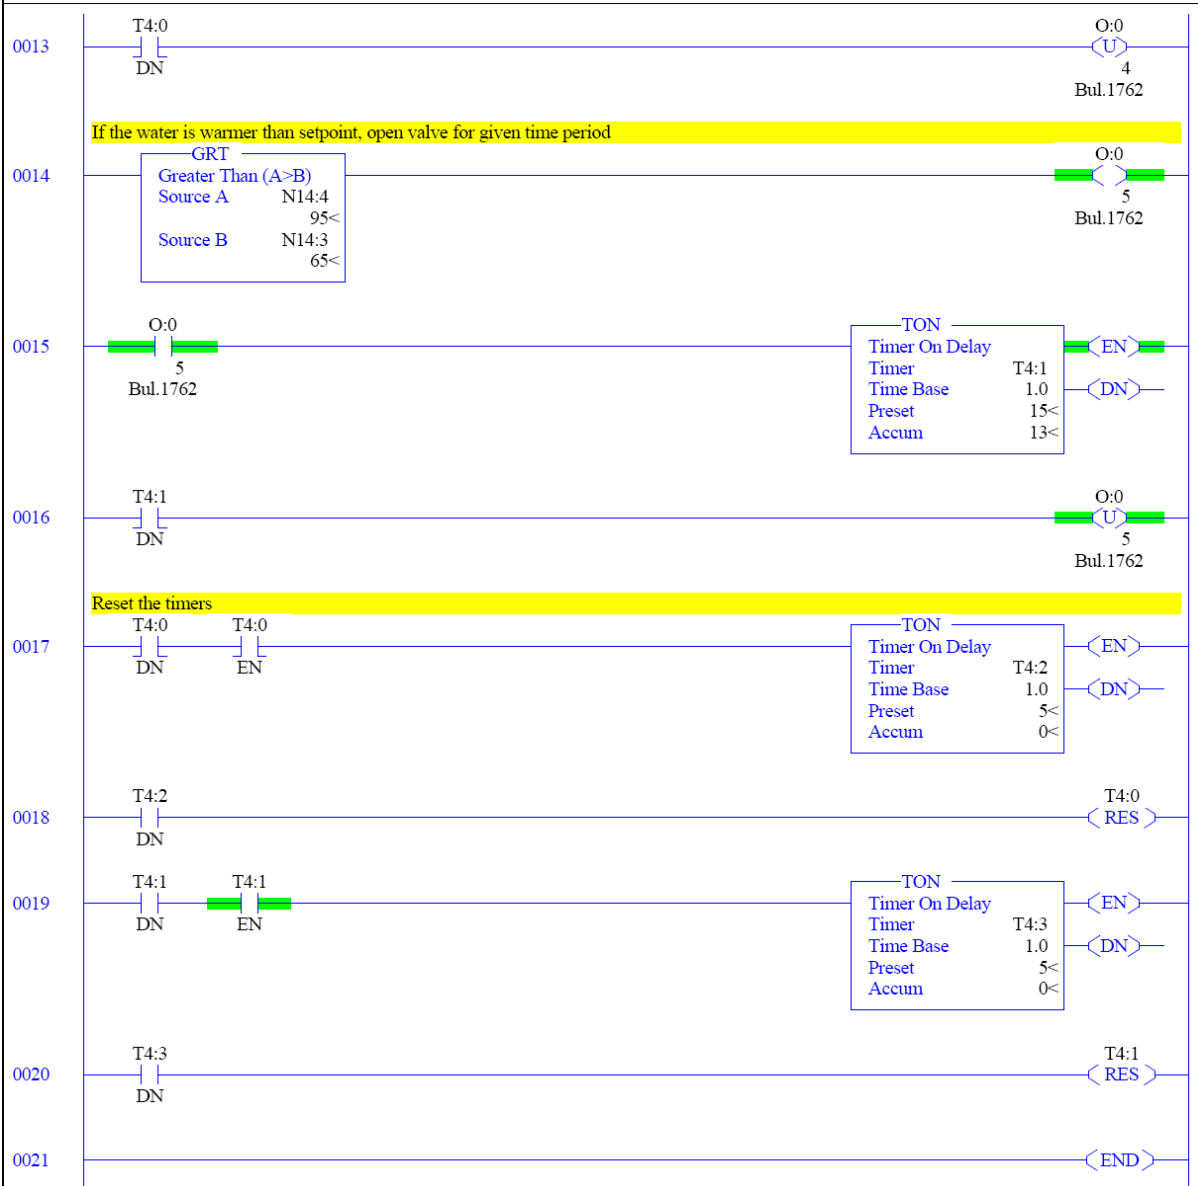 T4:0 O:0
0013 U
DN 4
Bul.1762
If the water is warmer than setpoint, open valve for given time period
GRT O:0
0014 Greater Than (A>B)
Source A N14:4 5
95< Bul.1762
Source B N14:3
65<
O:0 TON
0015 Timer On Delay EN
5 Timer T4:1
Bul.1762 Time Base 1.0 DN
Preset 15<
Accum 13<
T4:1 O:0
0016 U
DN 5
Bul.1762
Reset the timers
T4:0 T4:0 TON
0017 Timer On Delay EN
DN EN Timer T4:2
Time Base 1.0 DN
Preset 5<
Accum 0<
T4:2 T4:0
0018 RES
DN
T4:1 T4:1 TON
0019 Timer On Delay EN
DN EN Timer T4:3
Time Base 1.0 DN
Preset 5<
Accum 0<
T4:3 T4:1
0020 RES
DN
0021 END